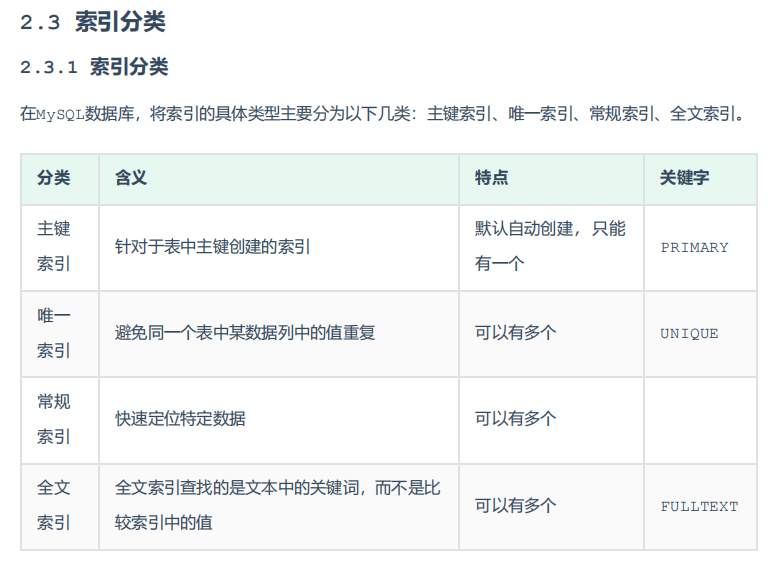 2.3 索引分类
2.3.1 索引分类
在MySQL数据库，将索引的具体类型主要分为以下几类：主键索引、唯一索引、常规索引、全文索引。
分类 含义 特点 关键字
主键
索引
针对于表中主键创建的索引
默认自动创建, 只能
有一个
PRIMARY
唯一
索引
避免同一个表中某数据列中的值重复
可以有多个
UNIQUE
常规
索引
快速定位特定数据
可以有多个
全文
索引
全文索引查找的是文本中的关键词，而不是比
较索引中的值
可以有多个
FULLTEXT